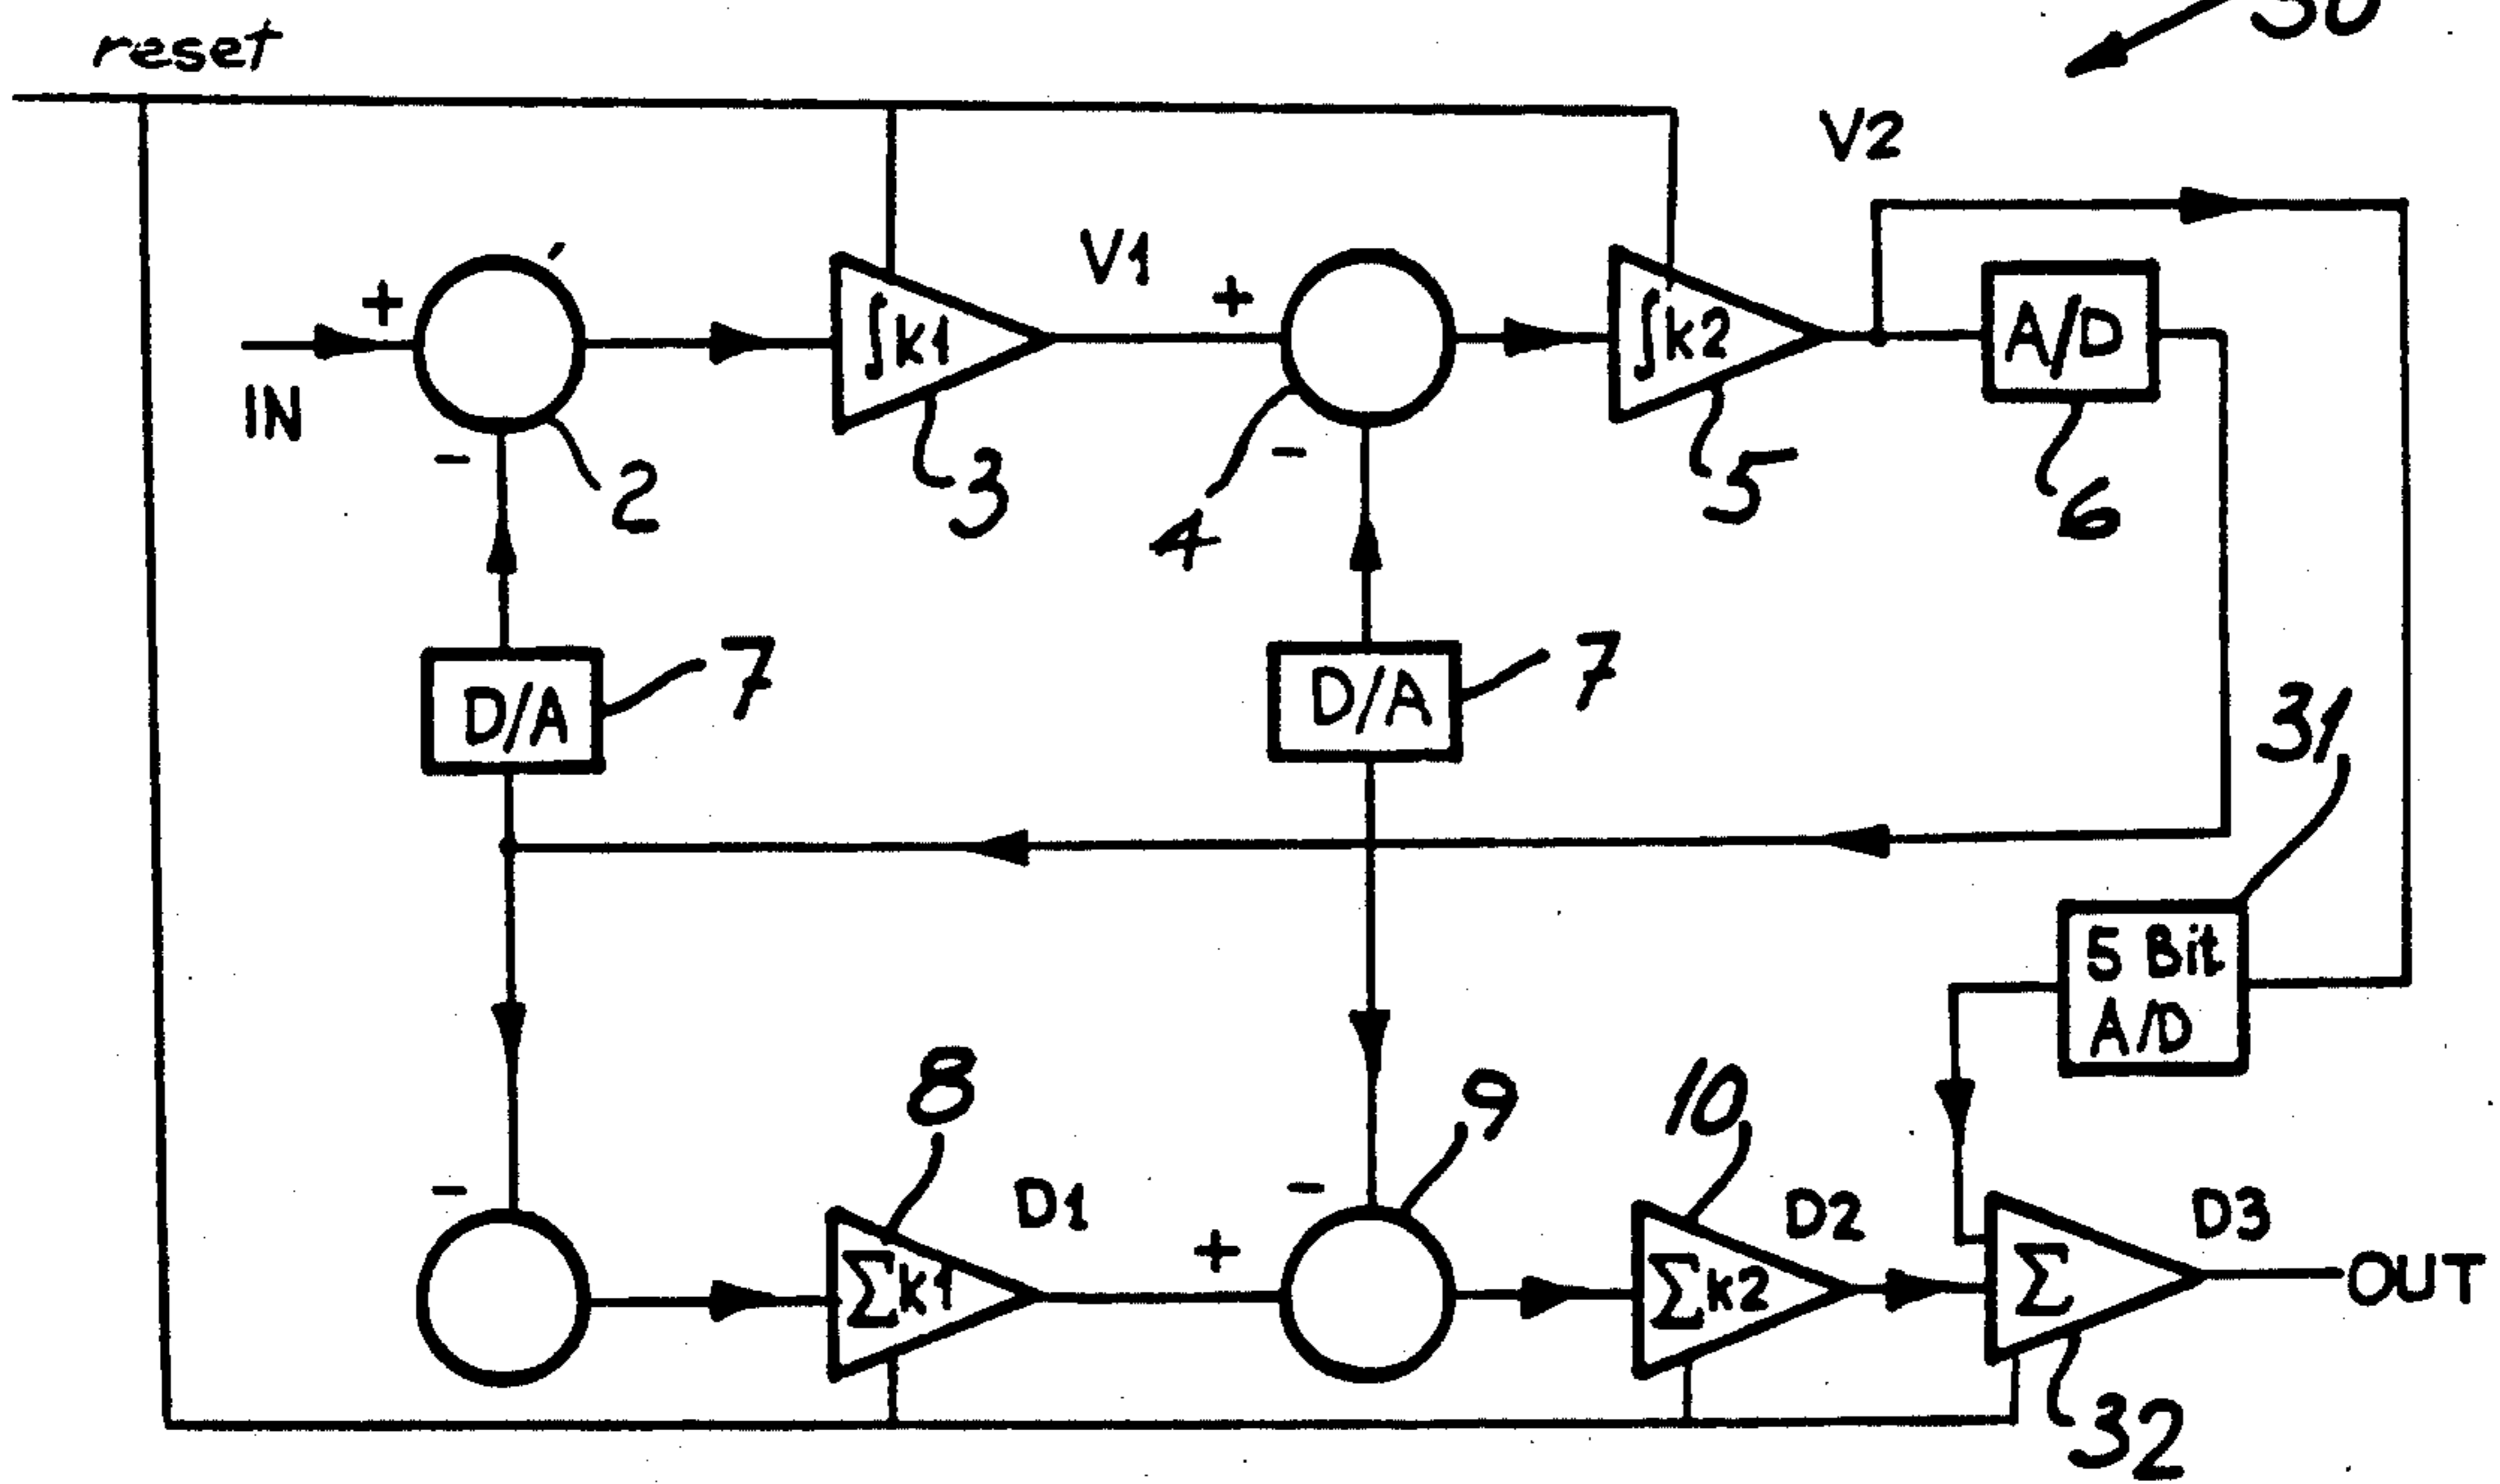 30
reset
V2
V1
+
+
IN
∫k1
∫k2
A/D
-
2
3
4
-
5
6
D/A
7
D/A
7
31
5 Bit
A/D
8
9
10
-
D1
-
D2
D3
+
Σk1
Σk2
Σ
OUT
32